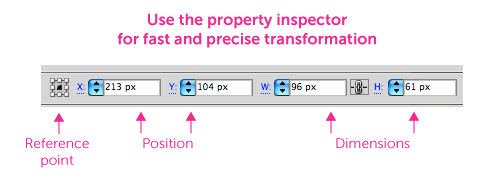 Use the property inspector
for fast and precise transformation
X: 213 px Y: 104 px W: 96 px H: 61 px
Reference
point
Position
Dimensions